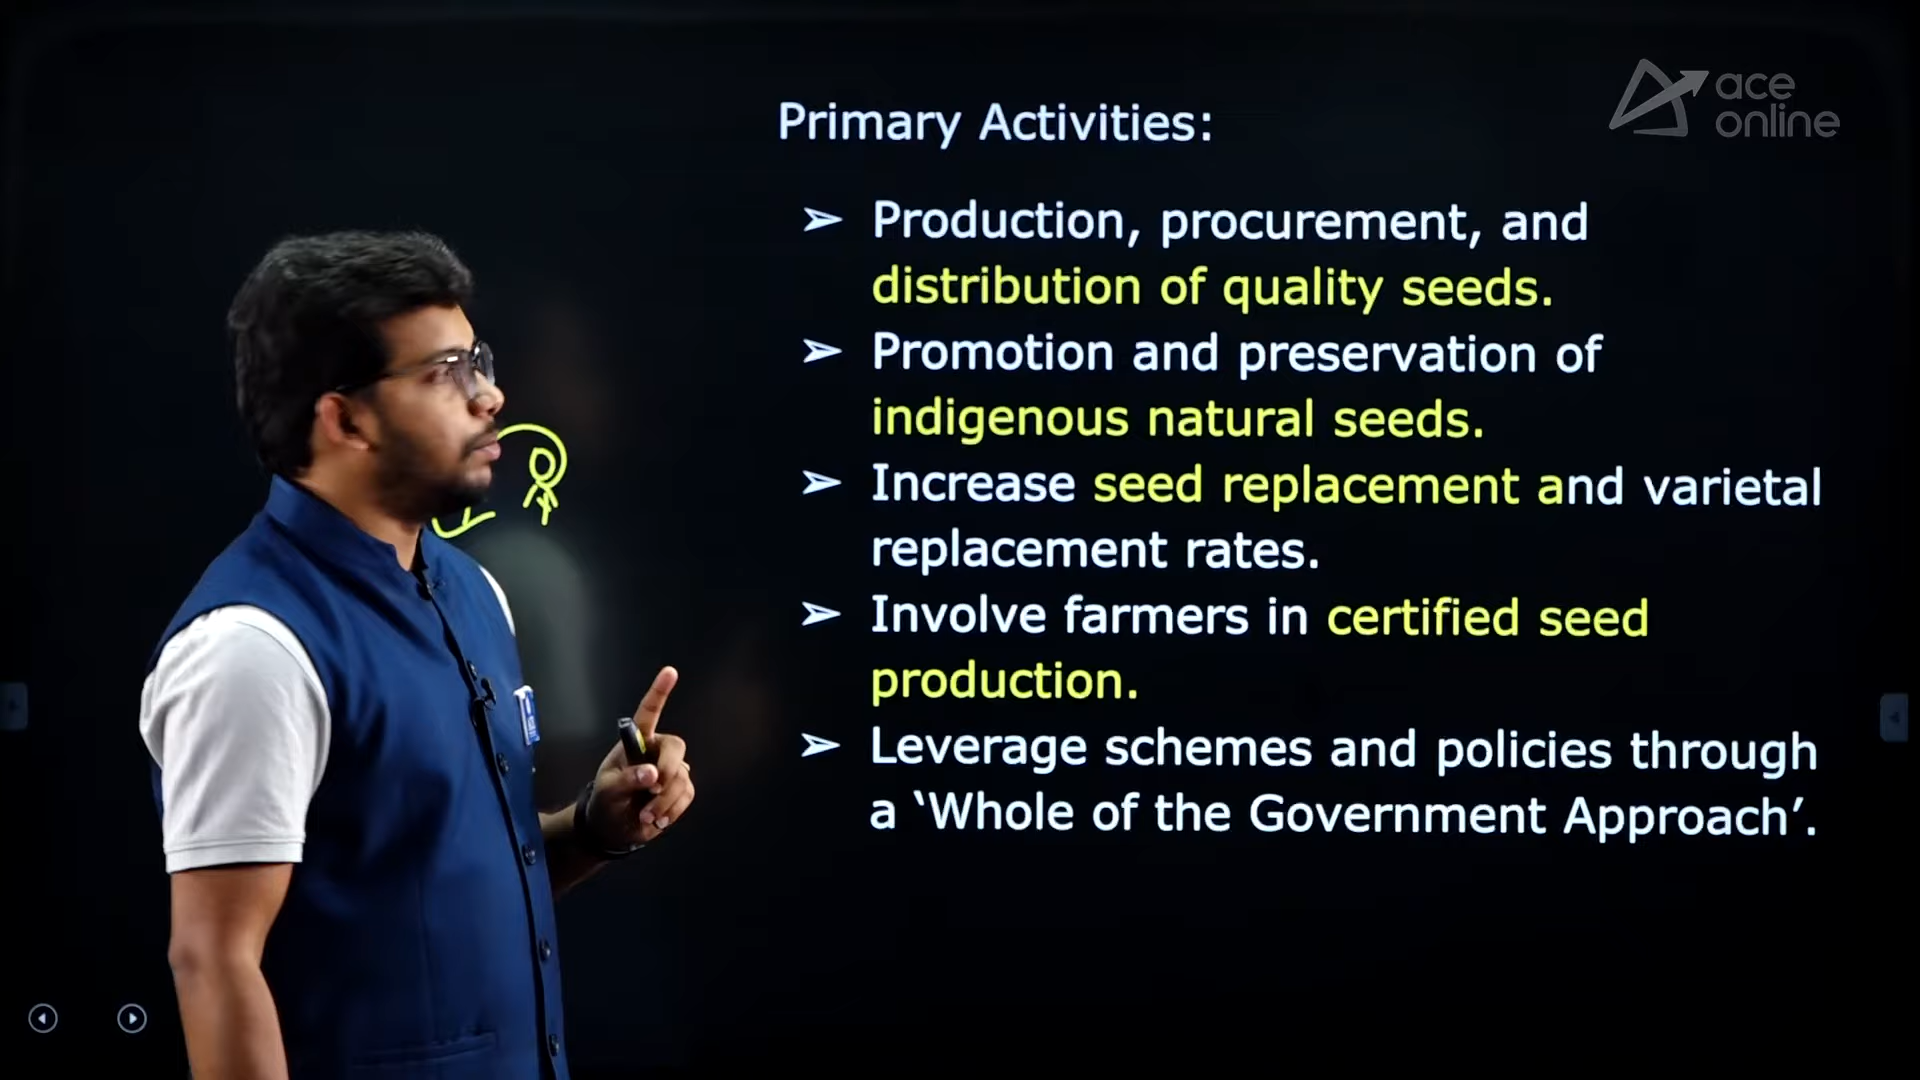 ace
online
Primary Activities:
➢ Production, procurement, and
distribution of quality seeds.
➢ Promotion and preservation of
indigenous natural seeds.
➢ Increase seed replacement and varietal
replacement rates.
➢ Involve farmers in certified seed
production.
➢ Leverage schemes and policies through
a ‘Whole of the Government Approach’.